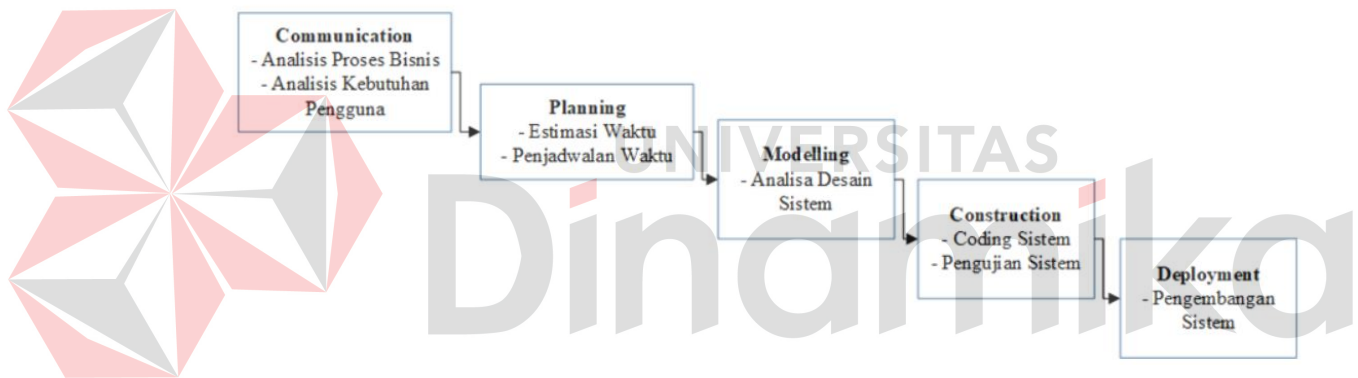 Communication
- Analisis Proses Bisnis
- Analisis Kebutuhan
Pengguna
Planning
- Estimasi Waktu
- Penjadwalan Waktu
Modelling
- Analisa Desain
Sistem
Construction
- Coding Sistem
- Pengujian Sistem
Deployment
- Pengembangan
Sistem
UNIVERSITAS
Dinamika